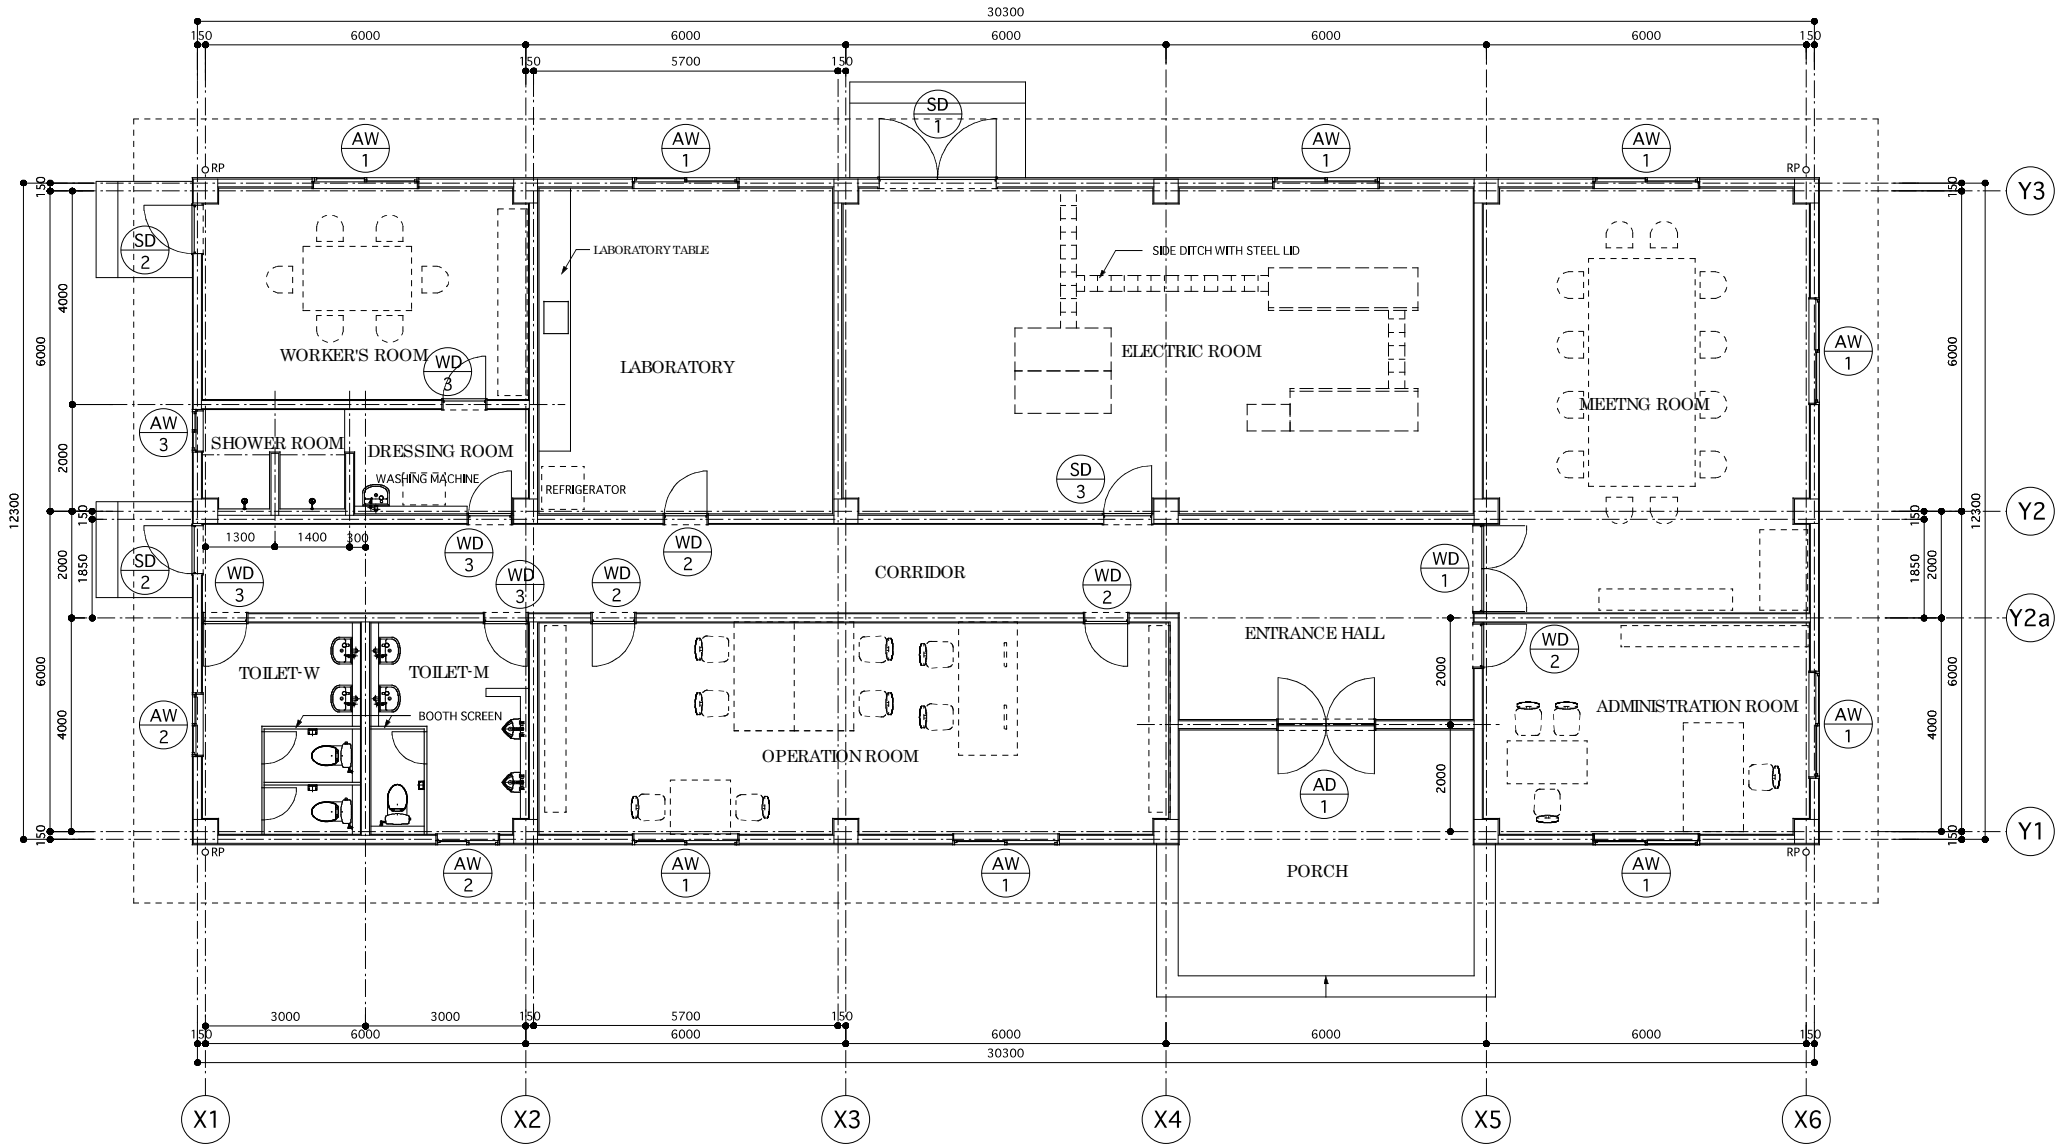 30300
150 6000 6000 6000 6000 6000 150
150 5700 150
SD
1
AW
1
AW
1
AW
1
AW
1
RP
RP
150
150
Y3
SD
2
LABORATORY TABLE
SIDE DITCH WITH STEEL LID
4000
6000
WORKER'S ROOM
WD
3
LABORATORY
ELECTRIC ROOM
AW
1
6000
MEETNG ROOM
AW
3
SHOWER ROOM
DRESSING ROOM
WASHING MACHINE
REFRIGERATOR
SD
3
2000
12300
150
150
12300
Y2
1300 1400 300
SD
2
2000
1850
WD
3
WD
3
WD
3
WD
2
WD
2
CORRIDOR
WD
2
WD
1
1850
2000
Y2a
ENTRANCE HALL
WD
2
TOILET-W
TOILET-M
BOOTH SCREEN
6000
4000
AW
2
OPERATION ROOM
2000
2000
ADMINISTRATION ROOM
AW
1
6000
4000
AD
1
150
150
Y1
RP
RP
AW
2
AW
1
AW
1
PORCH
AW
1
3000 3000 150 5700 150
150 6000 6000 6000 6000 6000 150
30300
X1 X2 X3 X4 X5 X6